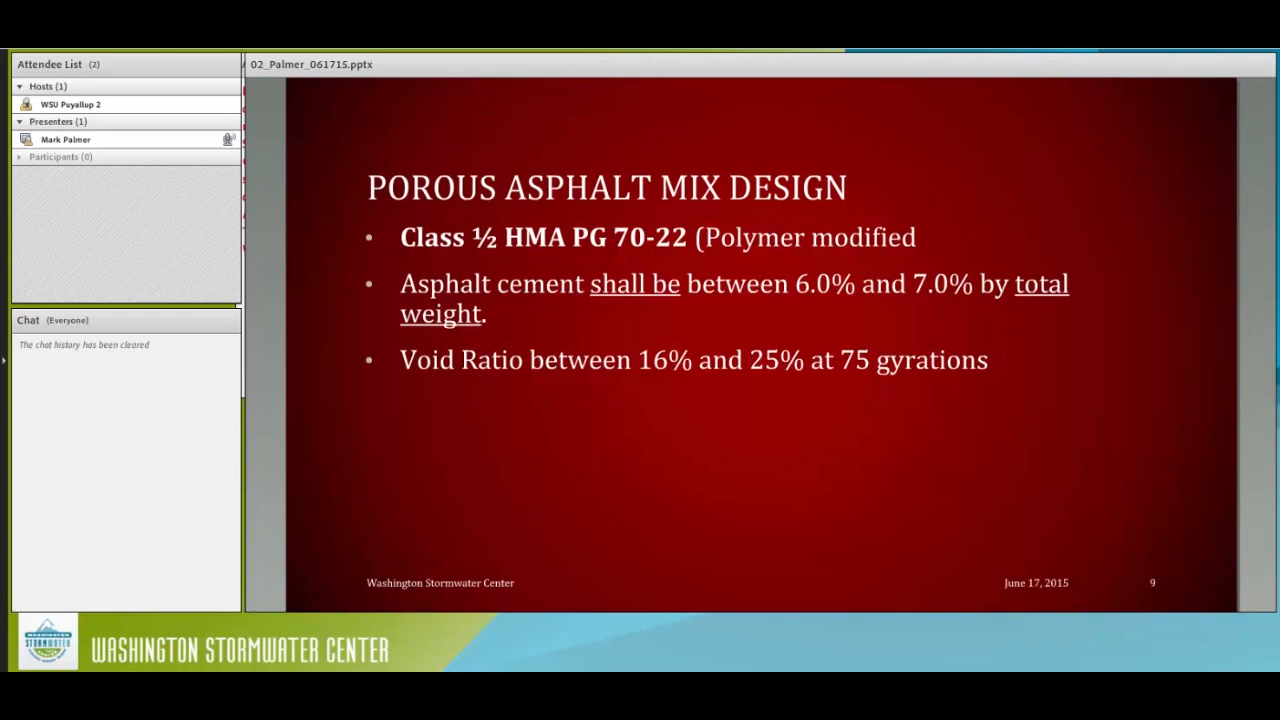 Attendee List (2)
Hosts (1)
WSU Puyallup 2
Presenters (1)
Mark Palmer
Participants (0)
Chat (Everyone)
The chat history has been cleared
02_Palmer_061715.pptx
POROUS ASPHALT MIX DESIGN
• Class ½ HMA PG 70-22 (Polymer modified
• Asphalt cement shall be between 6.0% and 7.0% by total
weight.
• Void Ratio between 16% and 25% at 75 gyrations
Washington Stormwater Center
June 17, 2015
9
WASHINGTON STORMWATER CENTER
WASHINGTON
STORMWATER